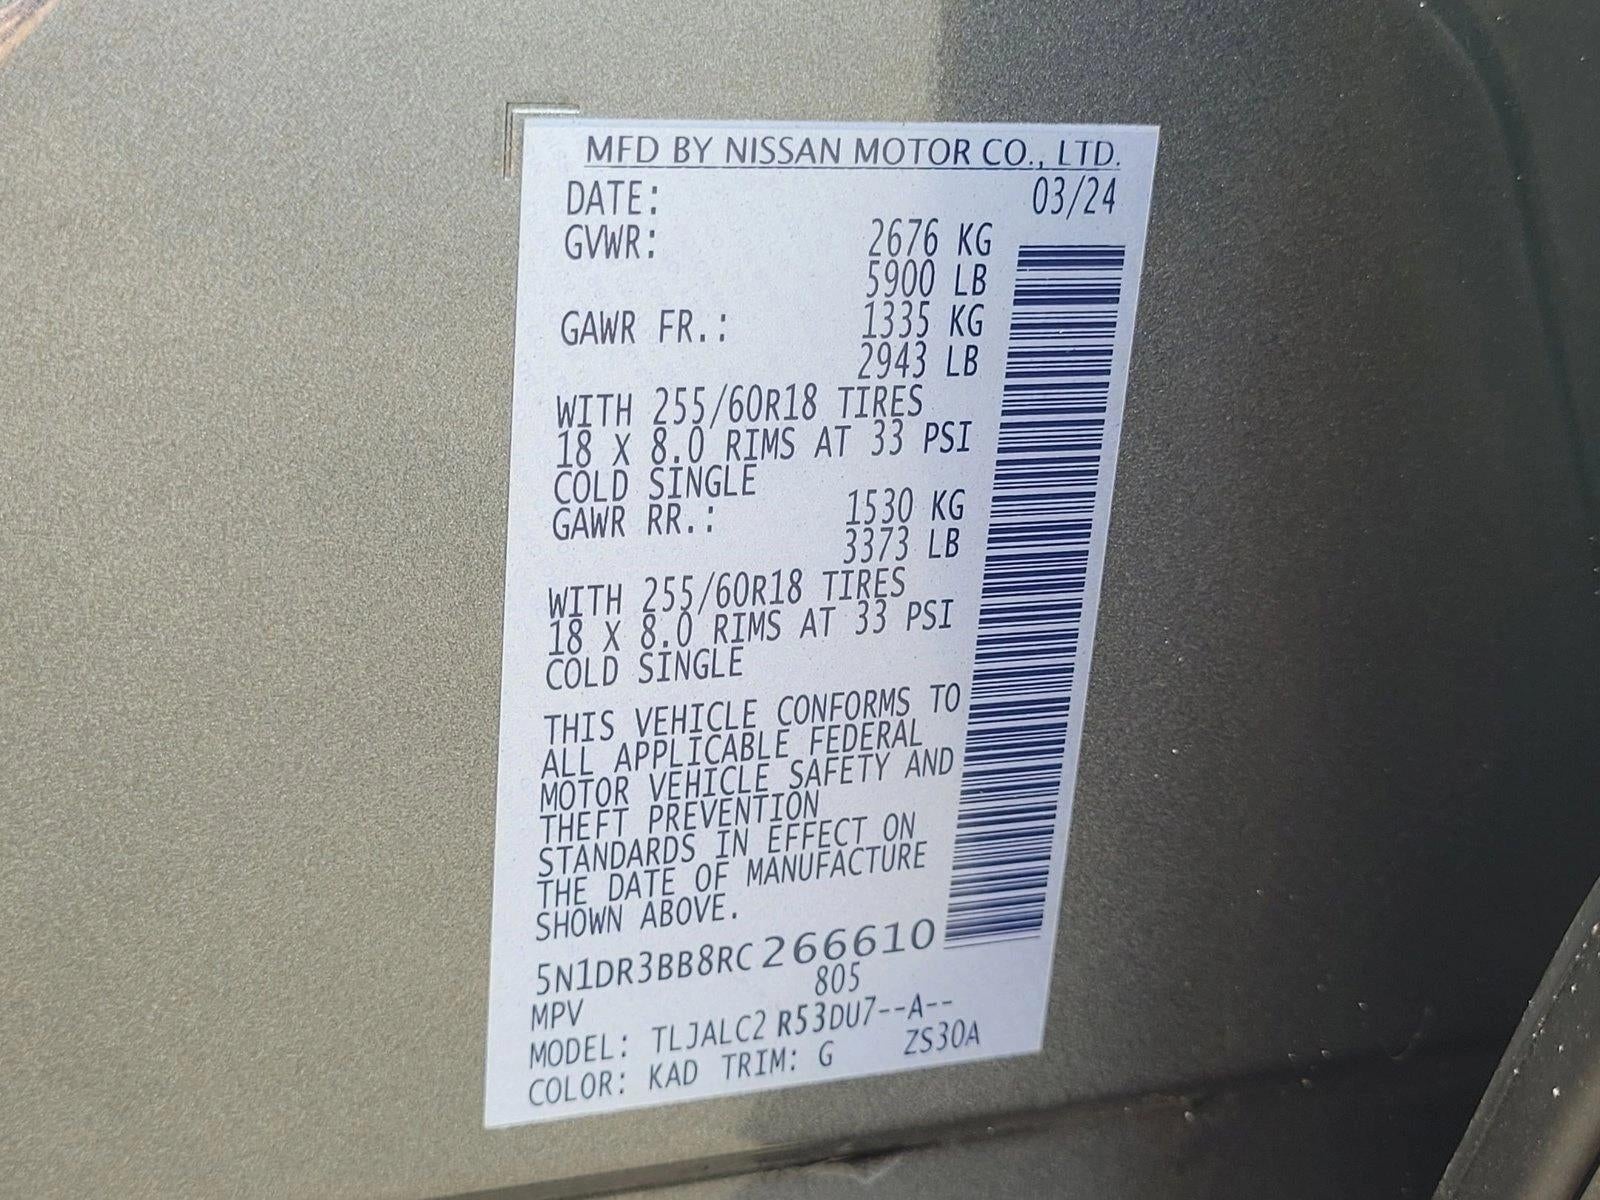 MFD BY NISSAN MOTOR CO., LTD.
DATE: 03/24
GVWR: 2676 KG
5900 LB
GAWR FR.: 1335 KG
2943 LB
WITH 255/60R18 TIRES
18 X 8.0 RIMS AT 33 PSI
COLD SINGLE
GAWR RR.: 1530 KG
3373 LB
WITH 255/60R18 TIRES
18 X 8.0 RIMS AT 33 PSI
COLD SINGLE
THIS VEHICLE CONFORMS TO
ALL APPLICABLE FEDERAL
MOTOR VEHICLE SAFETY AND
THEFT PREVENTION
STANDARDS IN EFFECT ON
THE DATE OF MANUFACTURE
SHOWN ABOVE.
5N1DR3BB8RC266610
MPV 805
MODEL: TLJALC2 R53DU7--A--
COLOR: KAD TRIM: G ZS30A